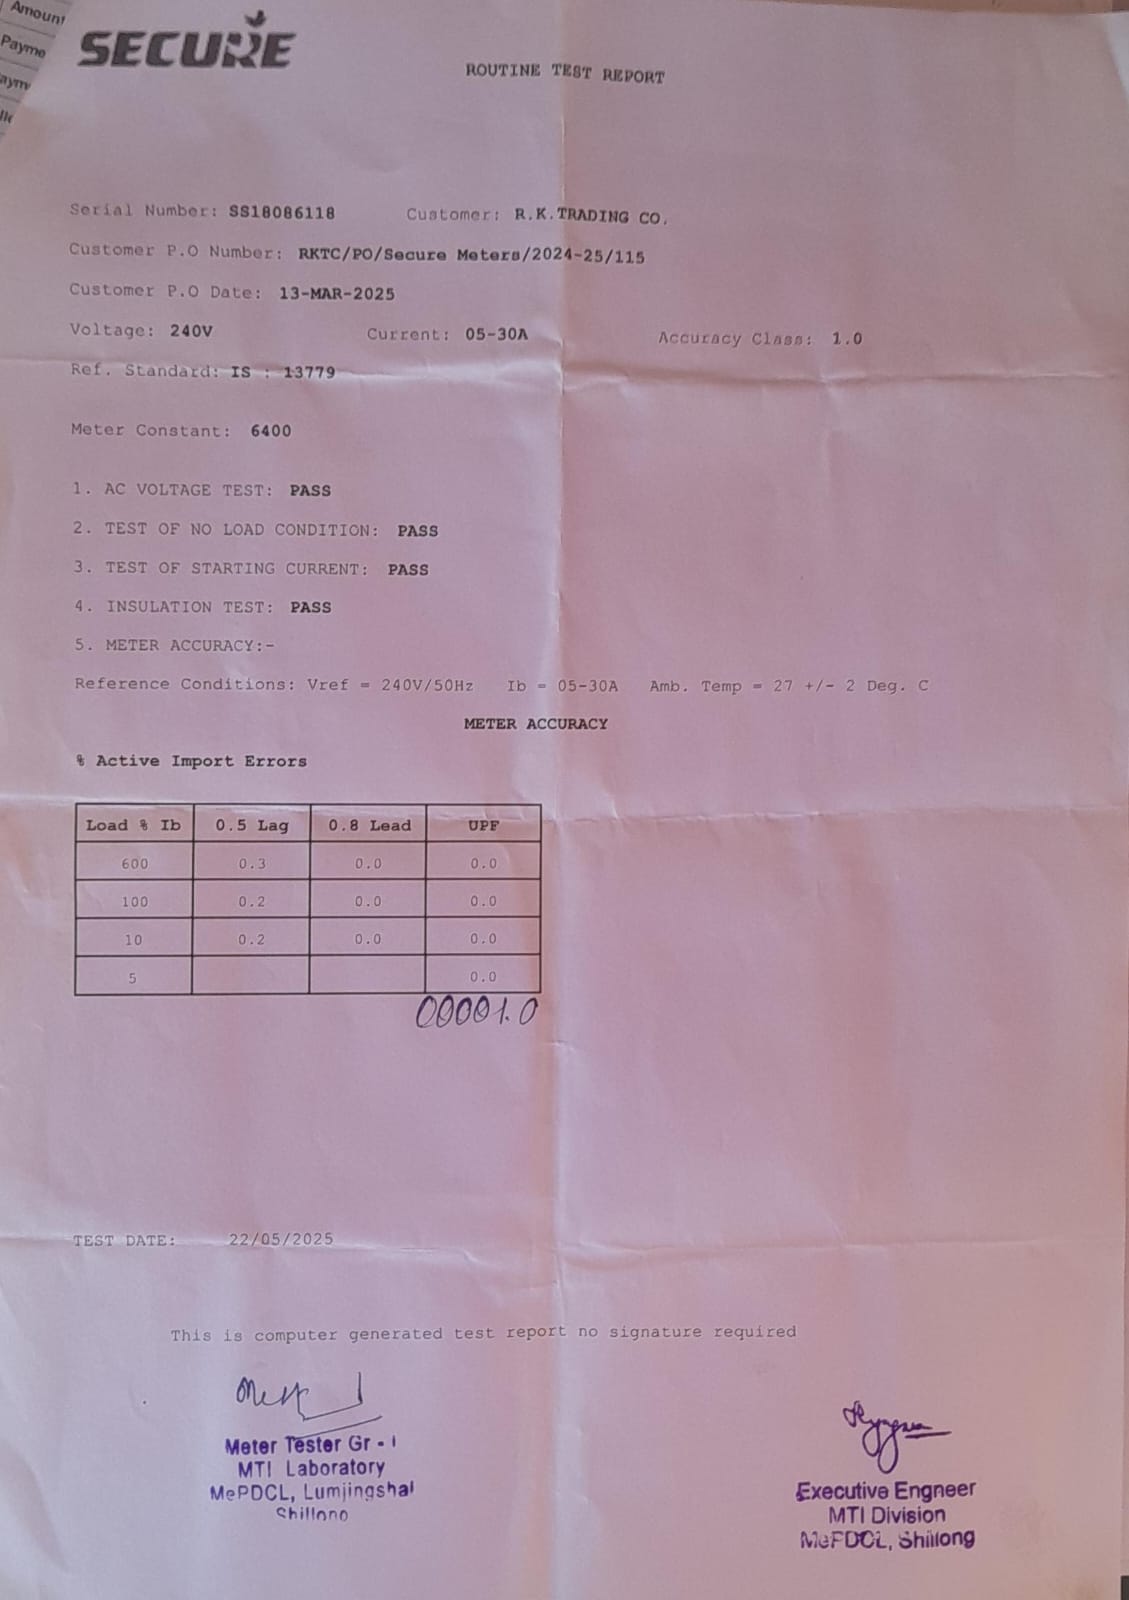 Amount
Payme
aym
SECURE
ROUTINE TEST REPORT
Serial Number: SS18086118 Customer: R.K.TRADING CO.
Customer P.O Number: RKTC/PO/Secure Meters/2024-25/115
Customer P.O Date: 13-MAR-2025
Voltage: 240V Current: 05-30A Accuracy Class: 1.0
Ref. Standard: IS : 13779
Meter Constant: 6400
1. AC VOLTAGE TEST: PASS
2. TEST OF NO LOAD CONDITION: PASS
3. TEST OF STARTING CURRENT: PASS
4. INSULATION TEST: PASS
5. METER ACCURACY:-
Reference Conditions: Vref = 240V/50Hz Ib = 05-30A Amb. Temp = 27 +/- 2 Deg. C
METER ACCURACY
% Active Import Errors
Load % Ib 0.5 Lag 0.8 Lead UPF
600 0.3 0.0 0.0
100 0.2 0.0 0.0
10 0.2 0.0 0.0
5 0.0
00001.0
TEST DATE: 22/05/2025
This is computer generated test report no signature required
Meter Tester Gr - I
MTI Laboratory
MePDCL, Lumjingshai
Shillong
Executive Engneer
MTI Division
MePDCL, Shillong